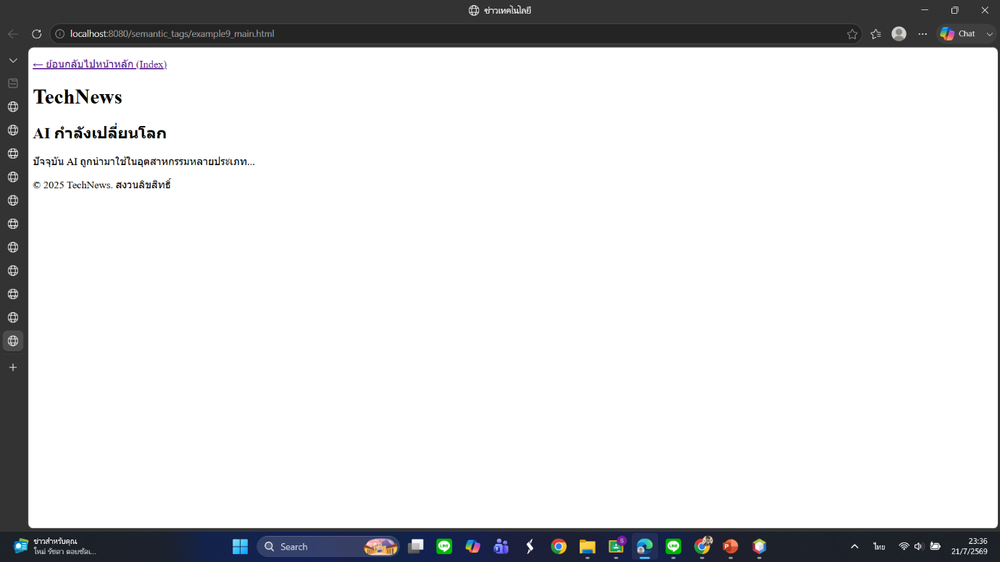 ข่าวเทคโนโลยี
localhost:8080/semantic_tags/example9_main.html
Chat
← ย้อนกลับไปหน้าหลัก (Index)
TechNews
AI กำลังเปลี่ยนโลก
ปัจจุบัน AI ถูกนำมาใช้ในอุตสาหกรรมหลายประเภท...
© 2025 TechNews. สงวนลิขสิทธิ์
ข่าวสำหรับคุณ
ใหม่ รัชดา ตอบชัดเ...
Search
ไทย
23:36
21/7/2569